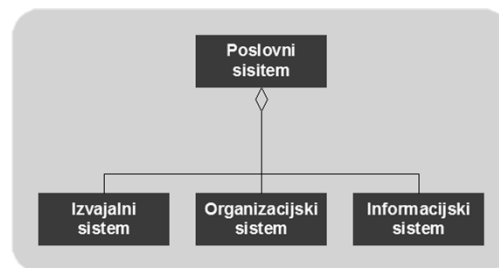 Poslovni
sisitem
Izvajalni
sistem
Organizacijski
sistem
Informacijski
sistem